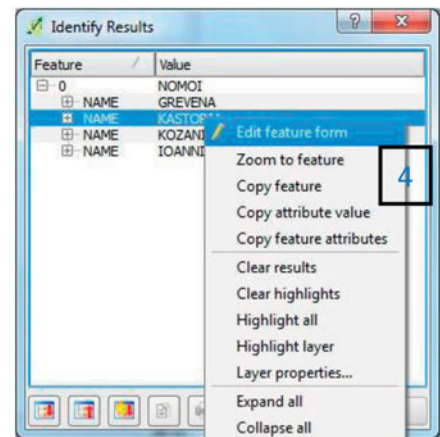 Identify Results
Feature Value
0 NOMOI
NAME GREVENA
NAME
NAME
NAME
Edit feature form
Zoom to feature
Copy feature
Copy attribute value
Copy feature attributes
4
Clear results
Clear highlights
Highlight all
Highlight layer
Layer properties...
Expand all
Collapse all